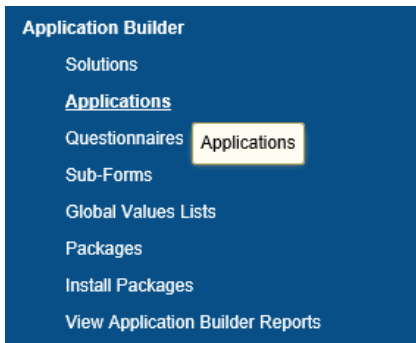 Application Builder
Solutions
Applications
Questionnaires
Applications
Sub-Forms
Global Values Lists
Packages
Install Packages
View Application Builder Reports